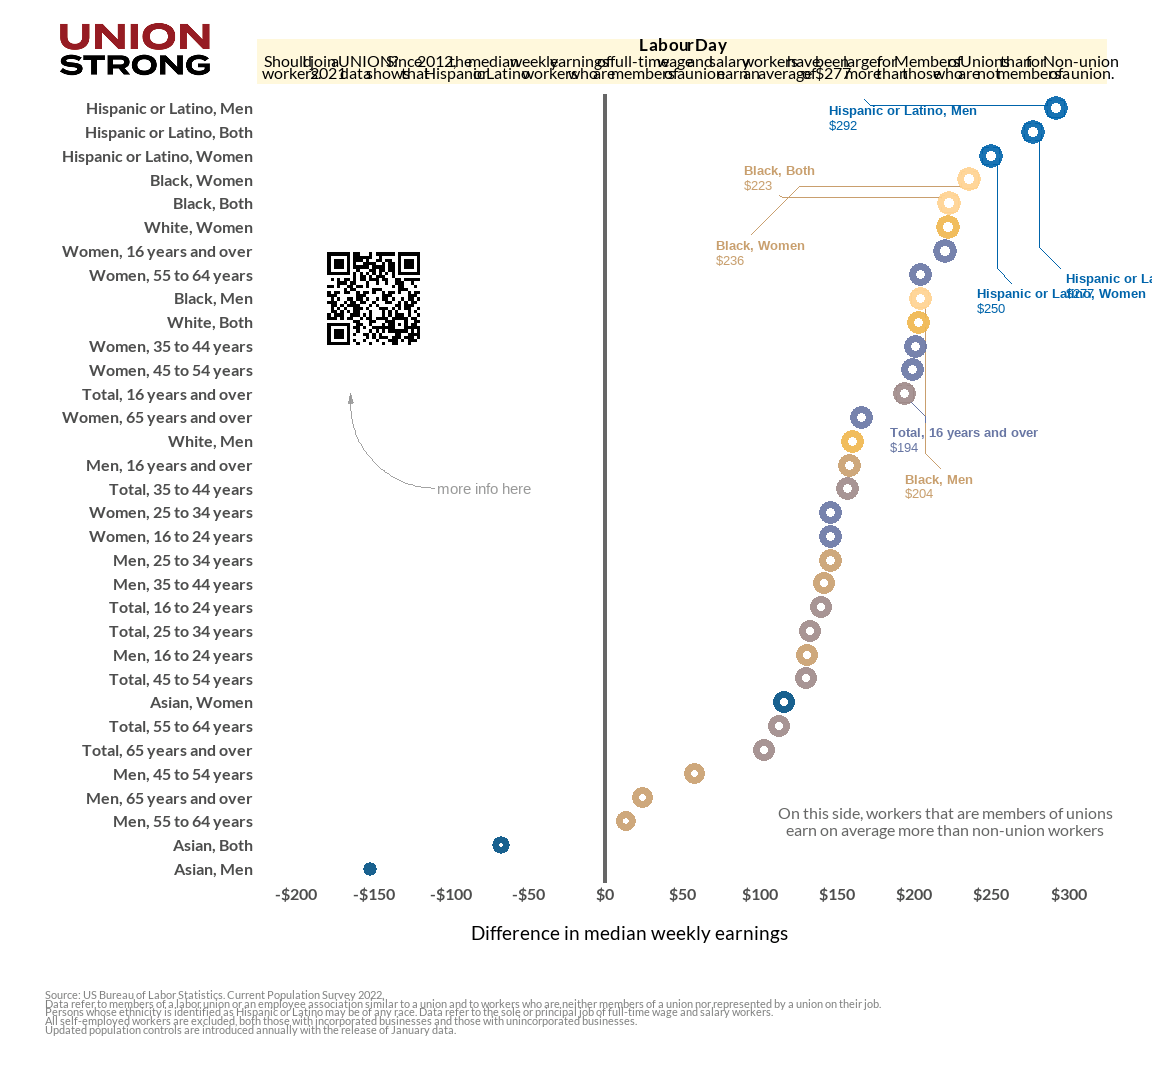 UNION
STRONG
Labour Day
Should I join a UNION? Since 2012, the median weekly earnings of full-time wage and salary workers have been larger for Members of Unions than for Non-union
workers. 2021 data shows that Hispanic or Latino workers who are members of a union earn an average of $277 more than those who are not members of a union.
Hispanic or Latino, Men
Hispanic or Latino, Both
Hispanic or Latino, Women
Black, Women
Black, Both
White, Women
Women, 16 years and over
Women, 55 to 64 years
Black, Men
White, Both
Women, 35 to 44 years
Women, 45 to 54 years
Total, 16 years and over
Women, 65 years and over
White, Men
Men, 16 years and over
Total, 35 to 44 years
Women, 25 to 34 years
Women, 16 to 24 years
Men, 25 to 34 years
Men, 35 to 44 years
Total, 16 to 24 years
Total, 25 to 34 years
Men, 16 to 24 years
Total, 45 to 54 years
Asian, Women
Total, 55 to 64 years
Total, 65 years and over
Men, 45 to 54 years
Men, 65 years and over
Men, 55 to 64 years
Asian, Both
Asian, Men
Hispanic or Latino, Men
$292
Black, Both
$223
Black, Women
$236
Hispanic or La
$277
Hispanic or Latino, Women
$250
Total, 16 years and over
$194
Black, Men
$204
more info here
On this side, workers that are members of unions
earn on average more than non-union workers
-$200 -$150 -$100 -$50 $0 $50 $100 $150 $200 $250 $300
Difference in median weekly earnings
Source: US Bureau of Labor Statistics. Current Population Survey 2022.
Data refer to members of a labor union or an employee association similar to a union and to workers who are neither members of a union nor represented by a union on their job.
Persons whose ethnicity is identified as Hispanic or Latino may be of any race. Data refer to the sole or principal job of full-time wage and salary workers.
All self-employed workers are excluded, both those with incorporated businesses and those with unincorporated businesses.
Updated population controls are introduced annually with the release of January data.